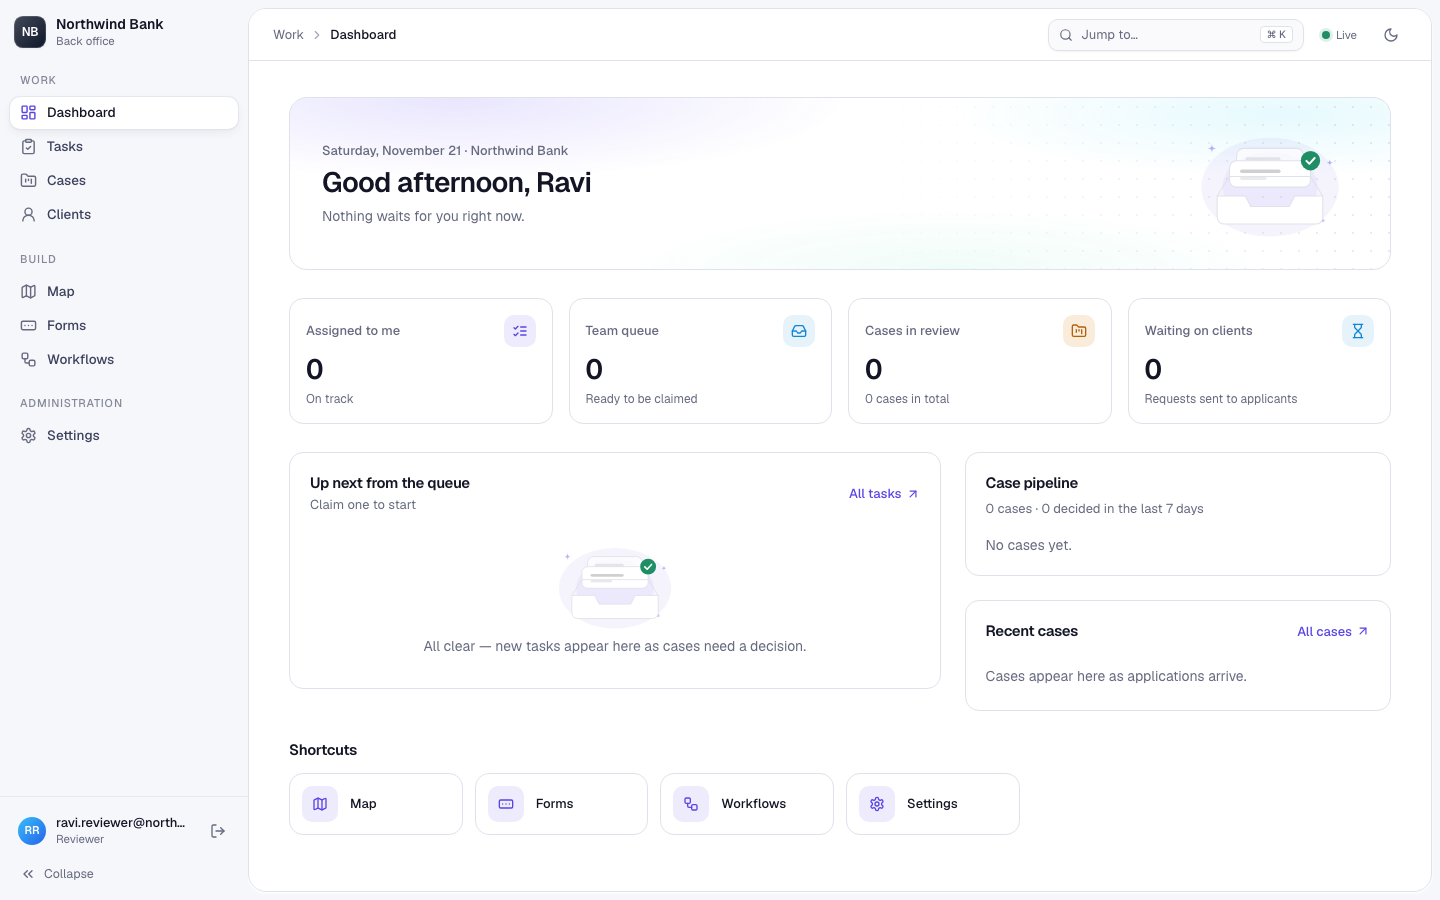 NB
Northwind Bank
Back office
WORK
Dashboard
Tasks
Cases
Clients
BUILD
Map
Forms
Workflows
ADMINISTRATION
Settings
RR
ravi.reviewer@north...
Reviewer
Collapse
Work > Dashboard
Jump to...
⌘ K
Live
Saturday, November 21 · Northwind Bank
Good afternoon, Ravi
Nothing waits for you right now.
Assigned to me
0
On track
Team queue
0
Ready to be claimed
Cases in review
0
0 cases in total
Waiting on clients
0
Requests sent to applicants
Up next from the queue
Claim one to start
All tasks
All clear — new tasks appear here as cases need a decision.
Case pipeline
0 cases · 0 decided in the last 7 days
No cases yet.
Recent cases
All cases
Cases appear here as applications arrive.
Shortcuts
Map
Forms
Workflows
Settings